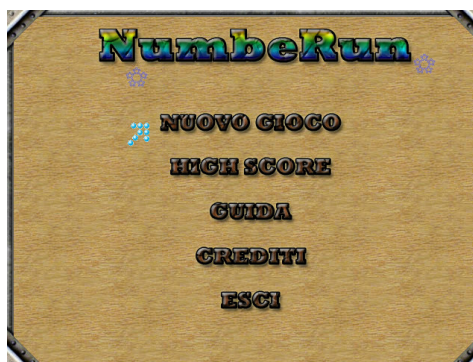 NumbeRun
NUOVO GIOCO
HIGH SCORE
GUIDA
CREDITI
ESCI